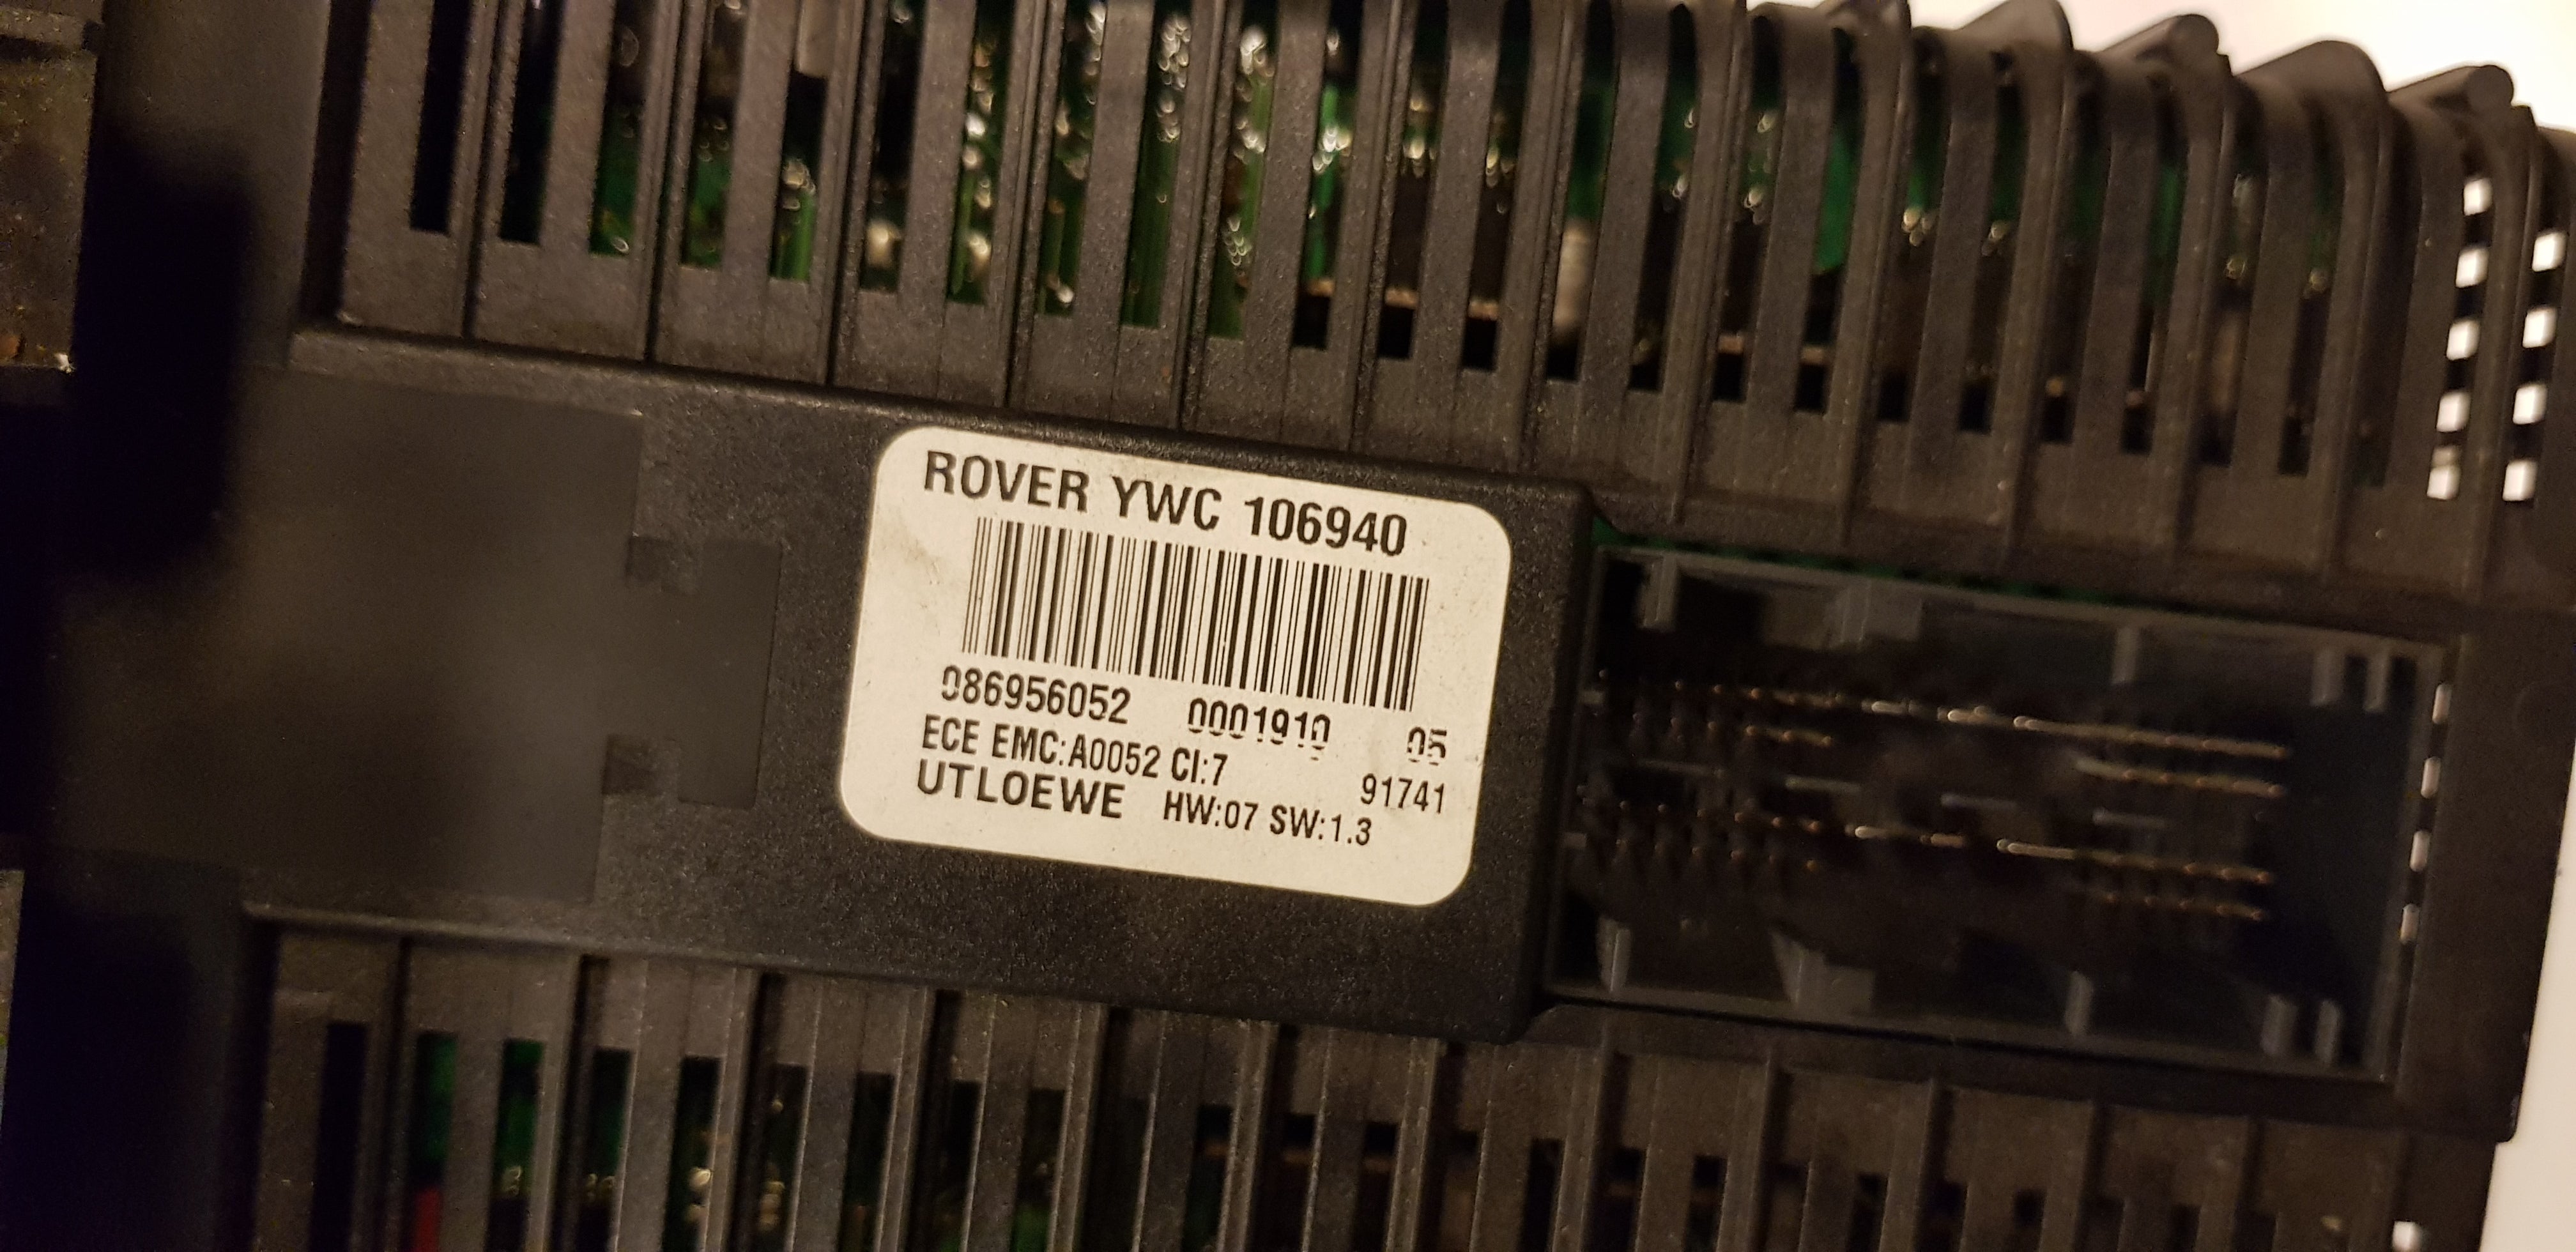 ROVER YWC 106940
086956052 0001910 05
ECE EMC:A0052 CI:7 91741
UTLOEWE HW:07 SW:1.3